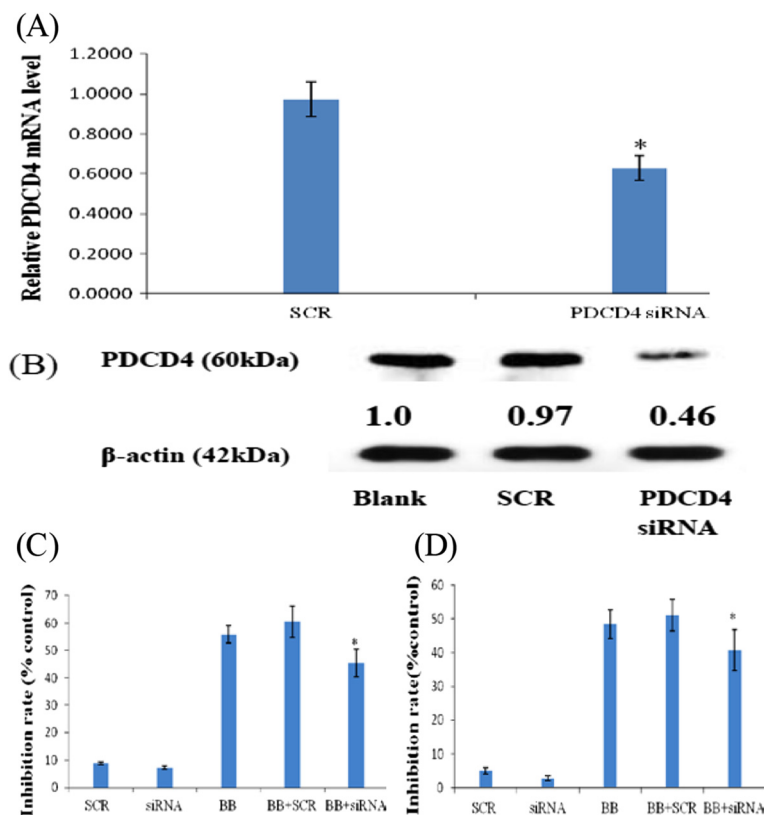 (A)
Relative PDCD4 mRNA level
1.2000
1.0000
0.8000
0.6000
0.4000
0.2000
0.0000
*
SCR PDCD4 siRNA
(B)
PDCD4 (60kDa)
1.0 0.97 0.46
β-actin (42kDa)
Blank SCR PDCD4
siRNA
(C)
Inhibition rate (% control)
70
60
50
40
30
20
10
0
*
SCR siRNA BB BB+SCR BB+siRNA
(D)
Inhibition rate(%control)
60
50
40
30
20
10
0
*
SCR siRNA BB BB+SCR BB+siRNA